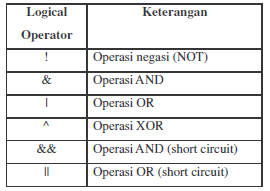 Logical Operator Keterangan
! Operasi negasi (NOT)
& Operasi AND
| Operasi OR
^ Operasi XOR
&& Operasi AND (short circuit)
|| Operasi OR (short circuit)